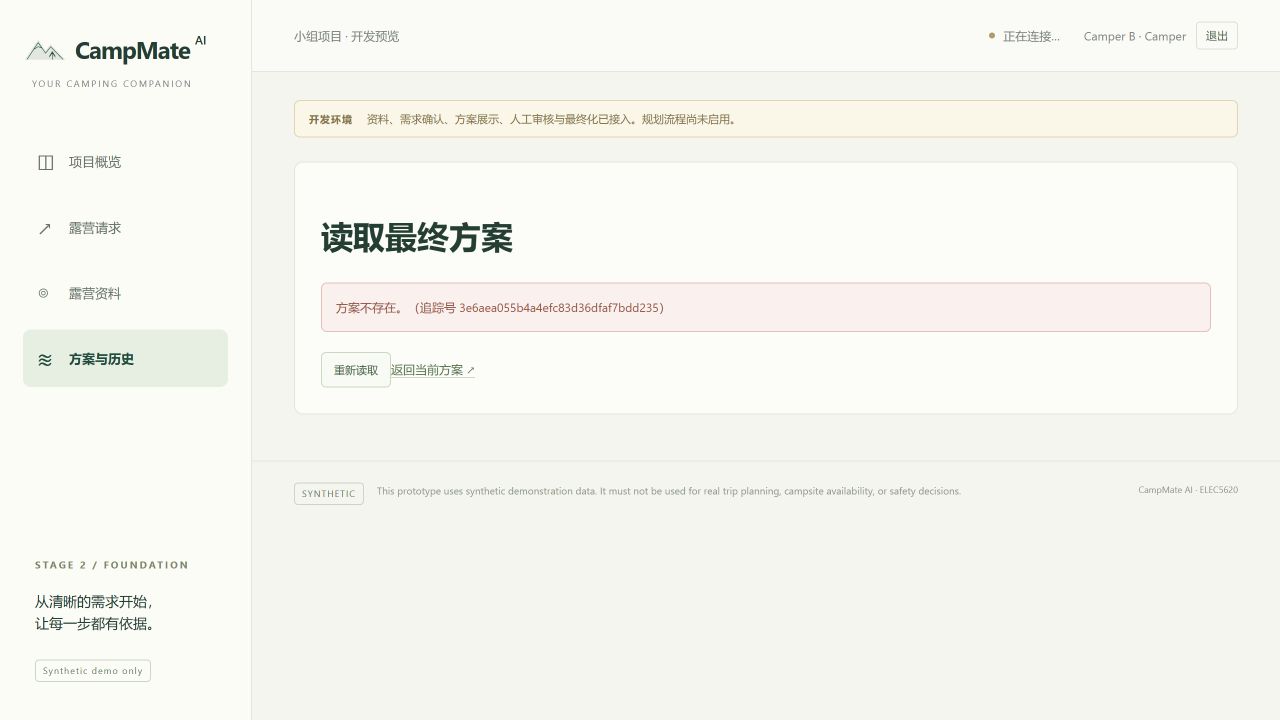 CampMate AI
YOUR CAMPING COMPANION
项目概览
露营请求
露营资料
方案与历史
STAGE 2 / FOUNDATION
从清晰的需求开始，
让每一步都有依据。
Synthetic demo only
小组项目 · 开发预览
正在连接...
Camper B · Camper
退出
开发环境 资料、需求确认、方案展示、人工审核与最终化已接入。规划流程尚未启用。
读取最终方案
方案不存在。（追踪号 3e6aea055b4a4efc83d36dfaf7bdd235）
重新读取
返回当前方案 ↗
SYNTHETIC
This prototype uses synthetic demonstration data. It must not be used for real trip planning, campsite availability, or safety decisions.
CampMate AI · ELEC5620